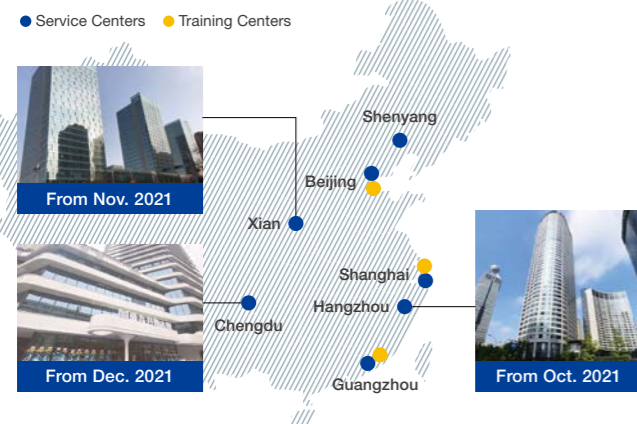 Service Centers
Training Centers
Shenyang
Beijing
From Nov. 2021
Xian
Shanghai
Hangzhou
Chengdu
From Dec. 2021
Guangzhou
From Oct. 2021